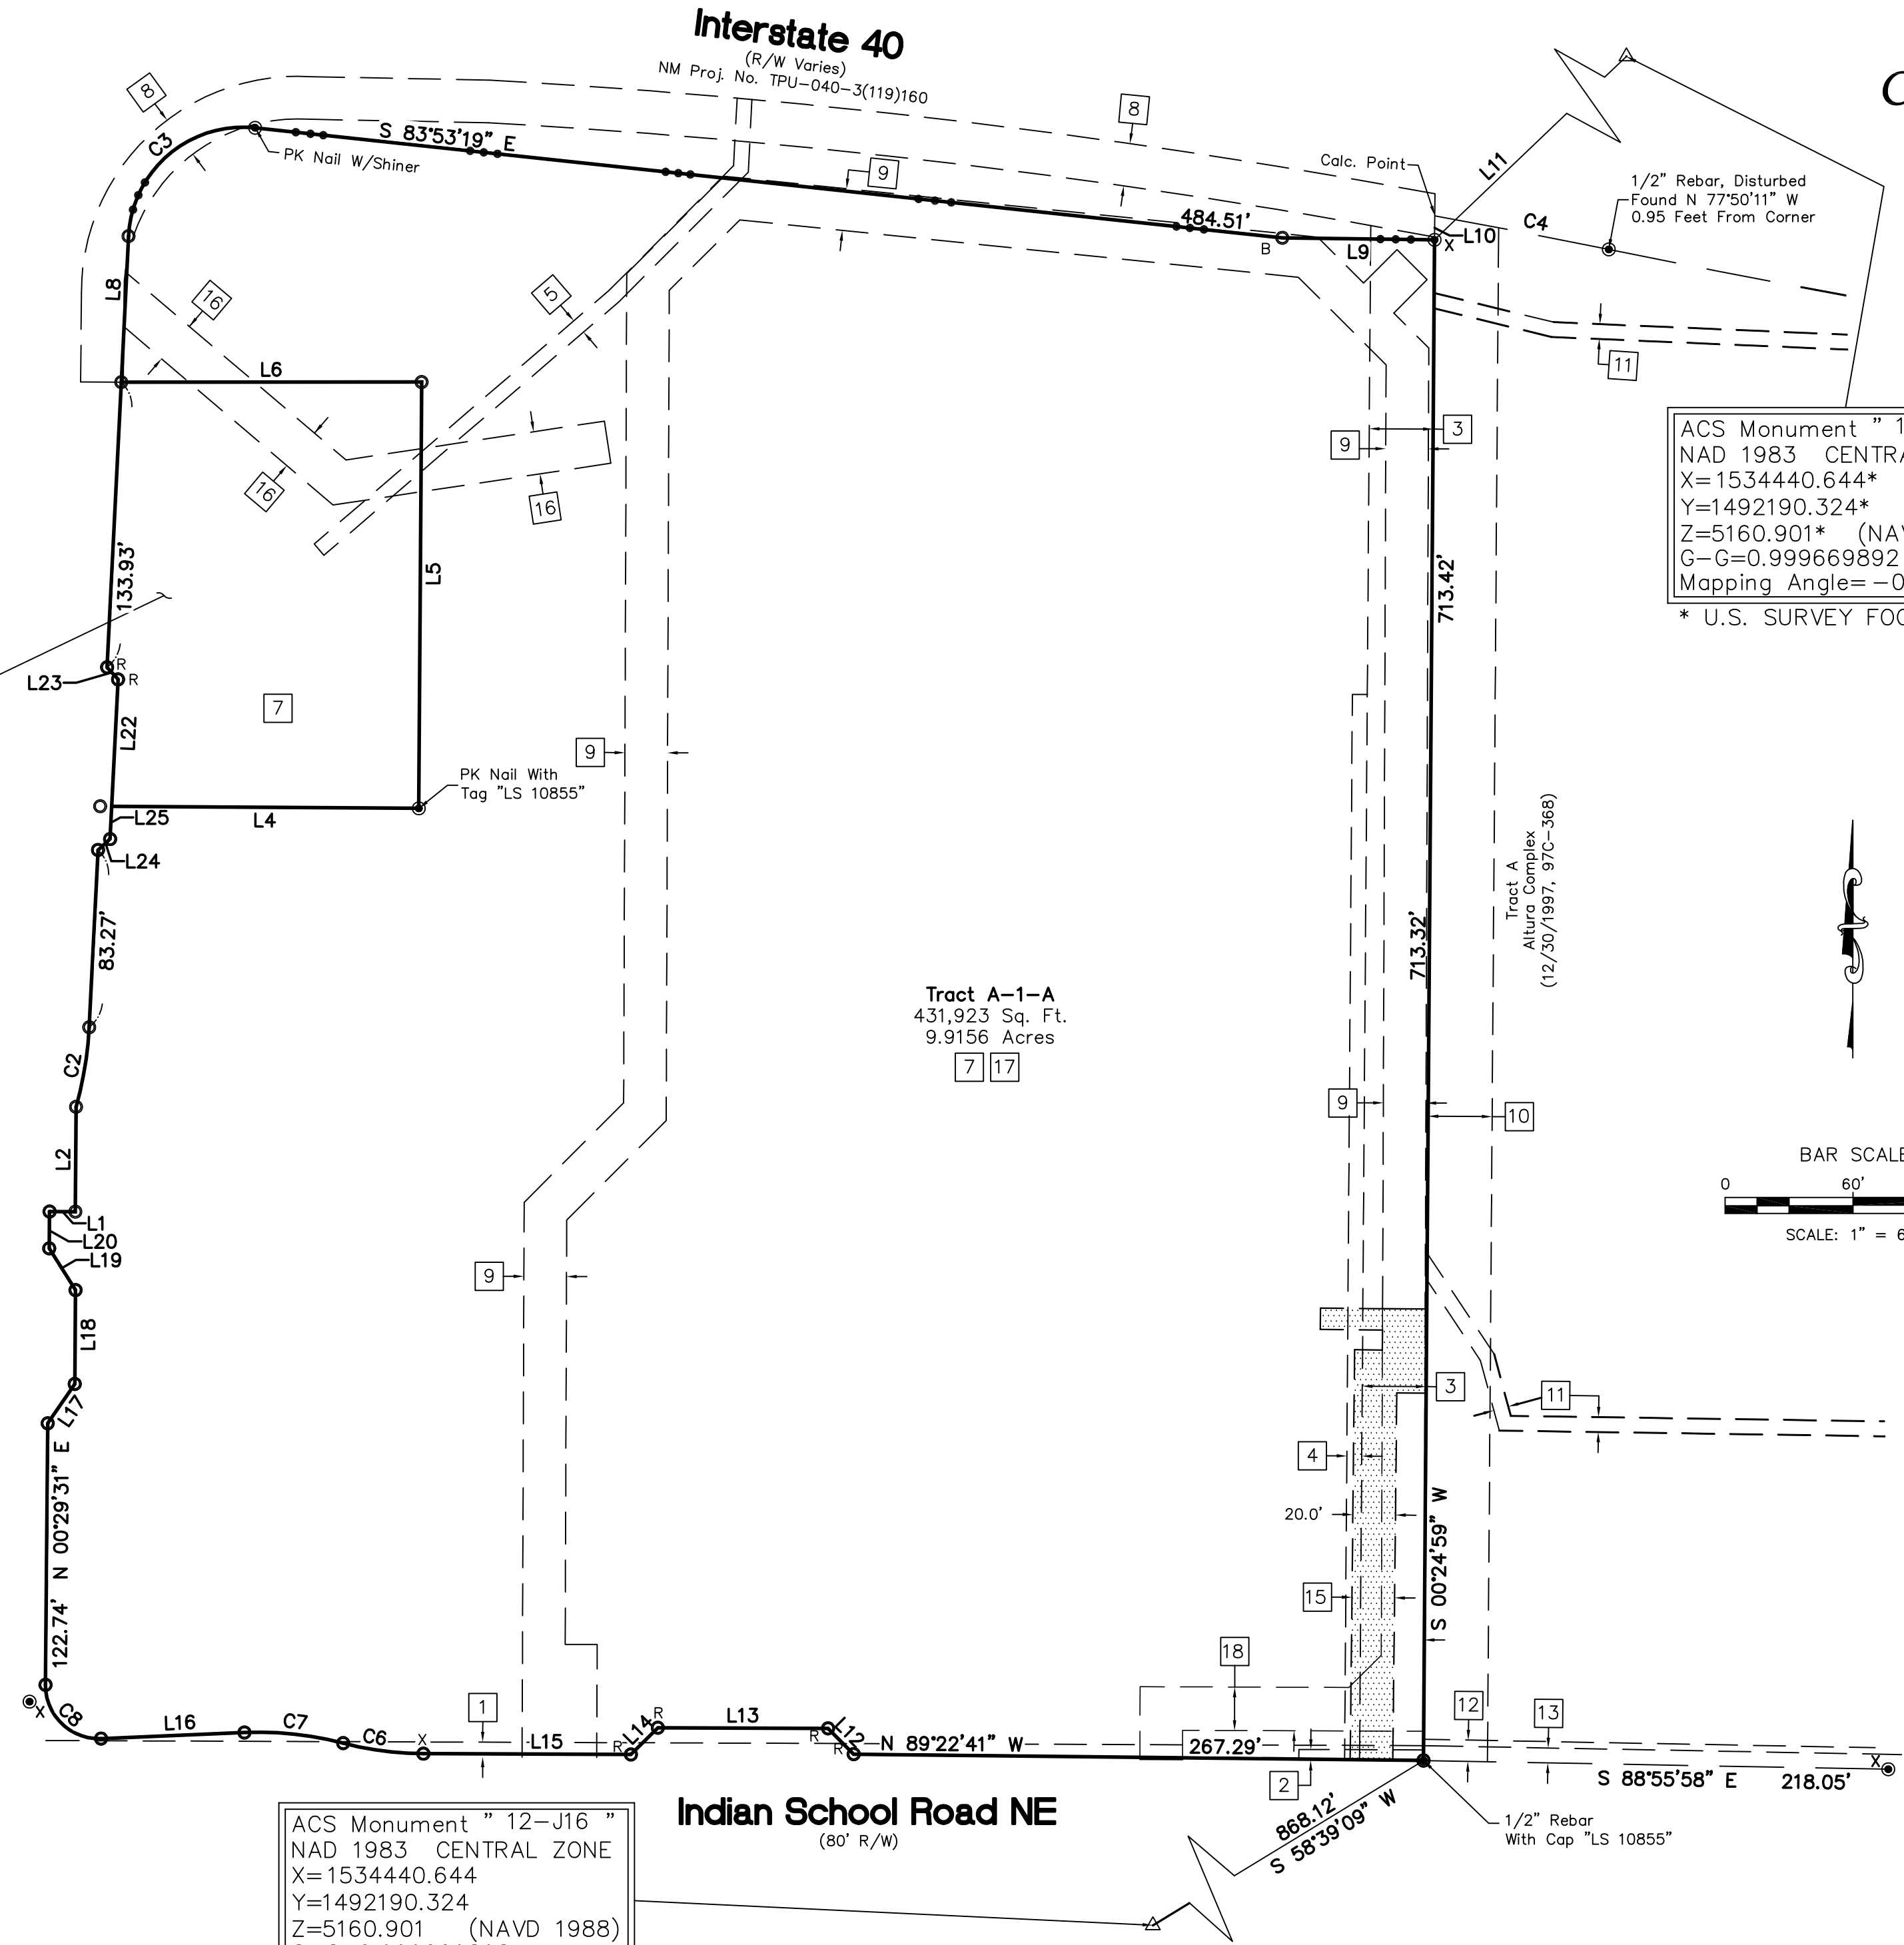 Interstate 40
(R/W Varies)
NM Proj. No. TPU-040-3(119)160
8
8
C3
S 83°53'19" E
PK Nail W/Shiner
9
Calc. Point
L11
1/2" Rebar, Disturbed
Found N 77°50'11" W
0.95 Feet From Corner
484.51'
C4
L10
X
B
L9
L8
16
5
11
L6
3
9
16
16
ACS Monument " 1
NAD 1983 CENTRA
X=1534440.644*
Y=1492190.324*
Z=5160.901* (NAV
G-G=0.999669892
Mapping Angle= -0
* U.S. SURVEY FOO
133.93'
L5
713.42'
R
R
L23
7
L22
9
PK Nail With
Tag "LS 10855"
L25
L4
L24
83.27'
713.32'
Tract A
Altura Complex
(12/30/1997, 97C-368)
Tract A-1-A
431,923 Sq. Ft.
9.9156 Acres
7 17
C2
9
10
L2
BAR SCALE
0 60'
SCALE: 1" = 6
L1
L20
L19
9
L18
L17
3
11
4
20.0'
N 00°29'31" E
122.74'
S 00°24'59" W
15
18
X
C8
L16
C7
C6
1
X
L15
R
L14
R
L13
R
L12
R
N 89°22'41" W
267.29'
2
12
13
X
S 88°55'58" E 218.05'
Indian School Road NE
(80' R/W)
868.12'
S 58°39'09" W
1/2" Rebar
With Cap "LS 10855"
ACS Monument " 12-J16 "
NAD 1983 CENTRAL ZONE
X=1534440.644
Y=1492190.324
Z=5160.901 (NAVD 1988)